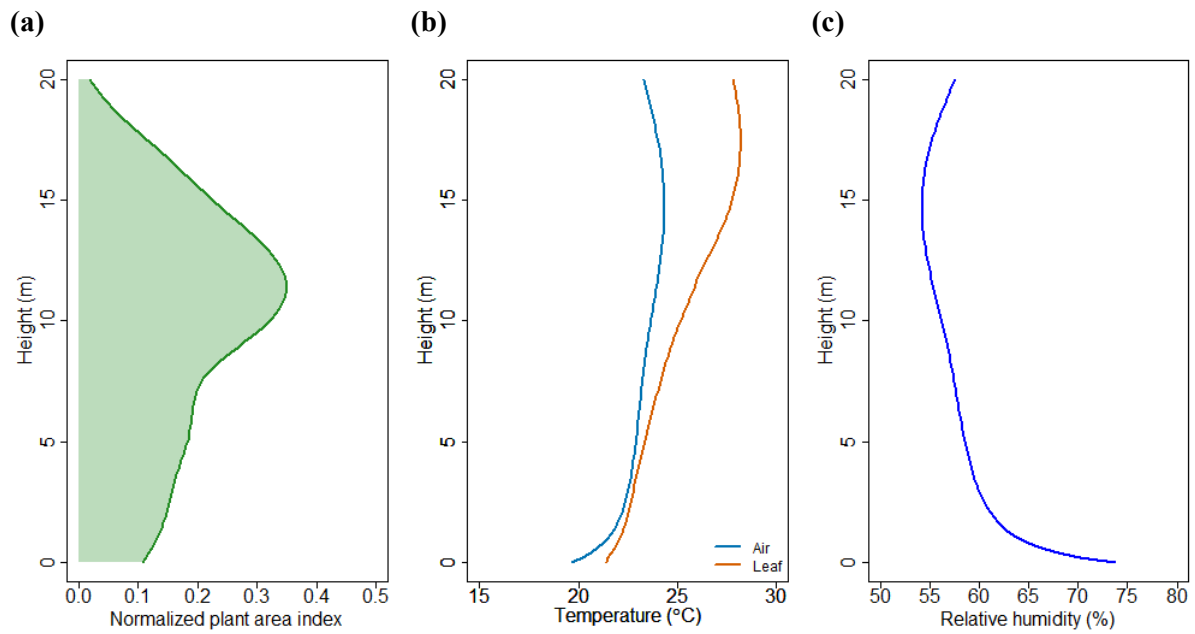 (a)
(b)
(c)
20
15
10
5
0
Height (m)
0.0 0.1 0.2 0.3 0.4 0.5
Normalized plant area index
20
15
10
5
0
Height (m)
Air
Leaf
15 20 25 30
Temperature (°C)
20
15
10
5
0
Height (m)
50 55 60 65 70 75 80
Relative humidity (%)